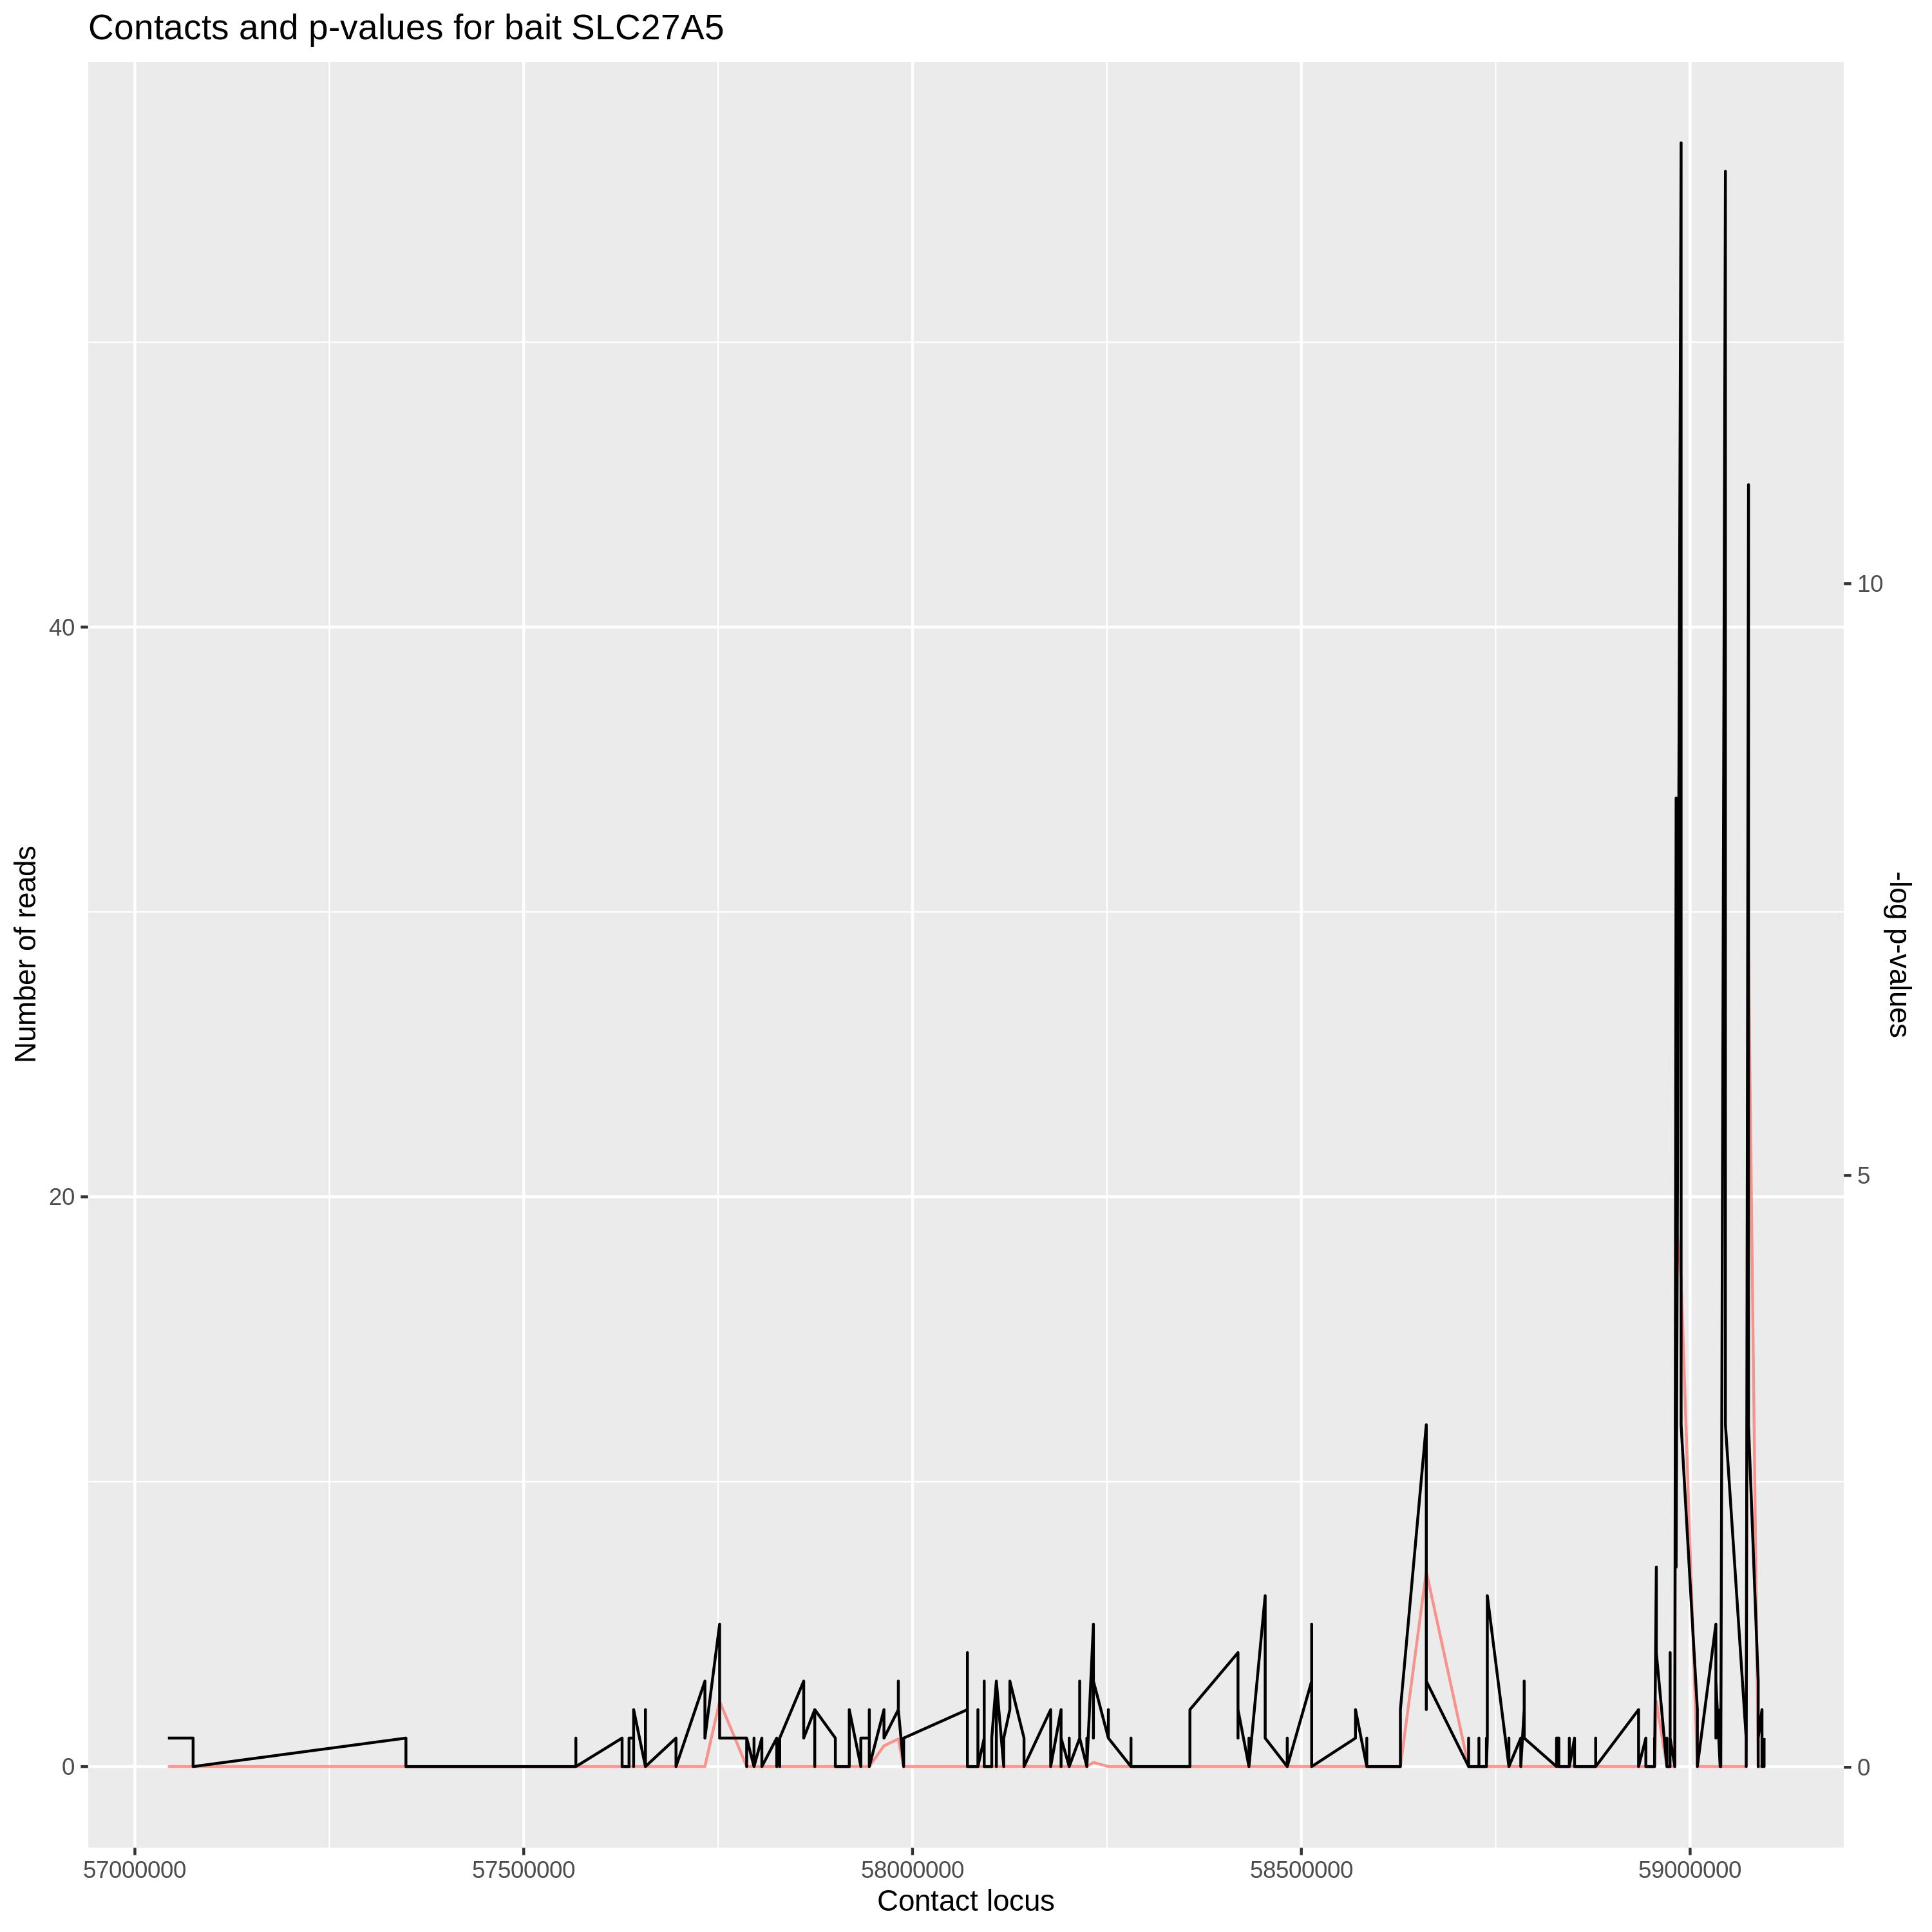 Contacts and p-values for bait SLC27A5
Number of reads
40
20
0
10
5
0
-log p-values
57000000 57500000 58000000 58500000 59000000
Contact locus